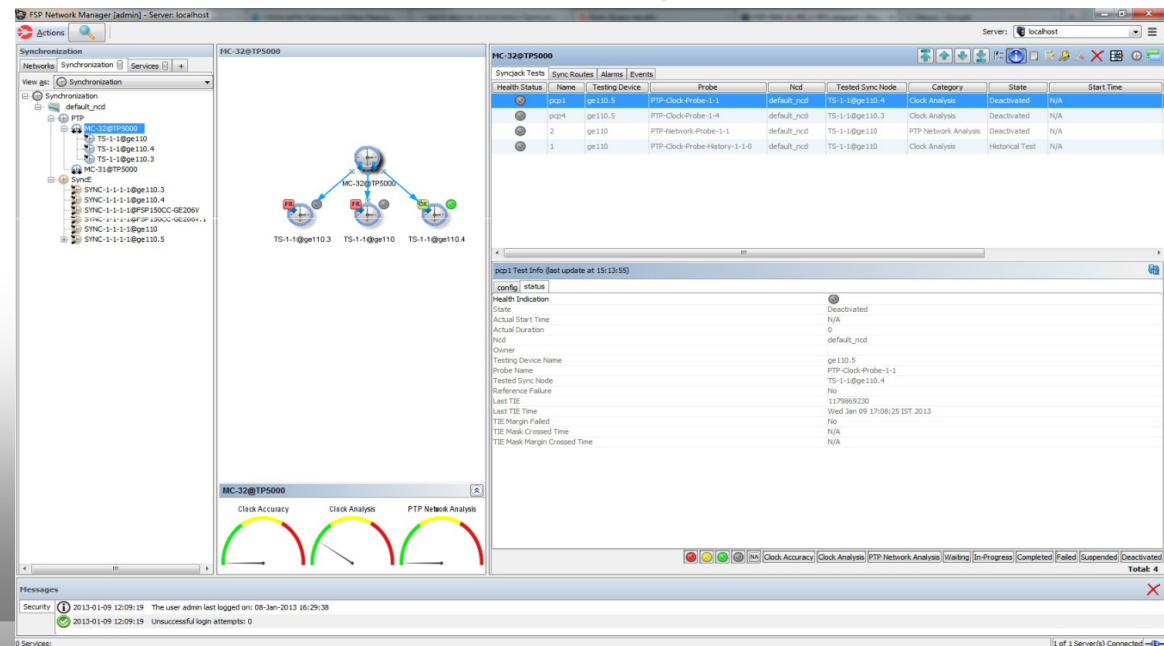 FSP Network Manager [admin] - Server: localhost
Actions
Server: localhost
Synchronization
Networks Synchronization Services +
View as: Synchronization
Synchronization
default_ncd
PTP
MC-32@TP5000
TS-1-1@ge110
TS-1-1@ge110.4
TS-1-1@ge110.3
MC-31@TP5000
SyncE
SYNC-1-1-1-1@ge110.3
SYNC-1-1-1-1@ge110.4
SYNC-1-1-1-1@FSP150CC-GE206V
SYNC-1-1-1-1@FSP150CC-GE206V.1
SYNC-1-1-1-1@ge110
SYNC-1-1-1-1@ge110.5
MC-32@TP5000
MC-32@TP5000
FR FR OK
TS-1-1@ge110.3 TS-1-1@ge110 TS-1-1@ge110.4
MC-32@TP5000
Clock Accuracy Clock Analysis PTP Network Analysis
MC-32@TP5000
Syncjack Tests Sync Routes Alarms Events
Health Status Name Testing Device Probe Ncd Tested Sync Node Category State Start Time
pcp1 ge110.5 PTP-Clock-Probe-1-1 default_ncd TS-1-1@ge110.4 Clock Analysis Deactivated N/A
pcp4 ge110.5 PTP-Clock-Probe-1-4 default_ncd TS-1-1@ge110.3 Clock Analysis Deactivated N/A
2 ge110 PTP-Network-Probe-1-1 default_ncd TS-1-1@ge110 PTP Network Analysis Deactivated N/A
1 ge110 PTP-Clock-Probe-History-1-1-0 default_ncd TS-1-1@ge110 Clock Analysis Historical Test N/A
pcp1 Test Info (last update at 15:13:55)
config status
Health Indication
State Deactivated
Actual Start Time N/A
Actual Duration 0
Ncd default_ncd
Owner
Testing Device Name ge110.5
Probe Name PTP-Clock-Probe-1-1
Tested Sync Node TS-1-1@ge110.4
Reference Failure No
Last TIE 1179869230
Last TIE Time Wed Jan 09 17:08:25 IST 2013
TIE Margin Failed No
TIE Mask Crossed Time N/A
TIE Mask Margin Crossed Time N/A
NA Clock Accuracy Clock Analysis PTP Network Analysis Waiting In-Progress Completed Failed Suspended Deactivated
Total: 4
Messages
Security 2013-01-09 12:09:19 The user admin last logged on: 08-Jan-2013 16:29:38
2013-01-09 12:09:19 Unsuccessful login attempts: 0
0 Services: 1 of 1 Server(s) Connected